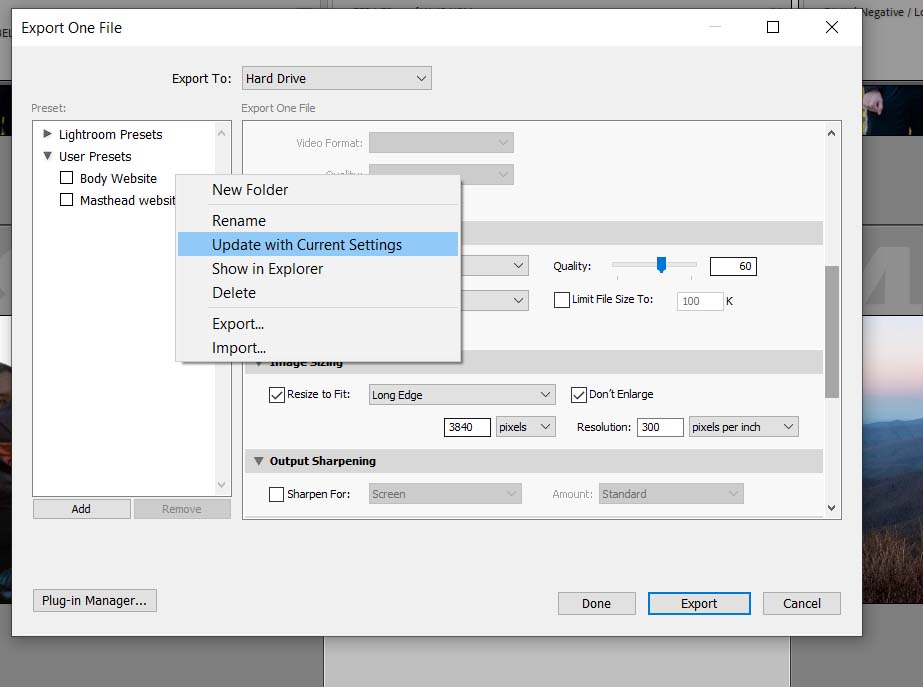 Negative / Lo
Export One File
Export To: Hard Drive
Preset:
Export One File
Lightroom Presets
User Presets
Body Website
Masthead websit
Video Format:
Quality:
New Folder
Rename
Update with Current Settings
Show in Explorer
Delete
Export...
Import...
Quality: 60
Limit File Size To: 100 K
Image Sizing
Resize to Fit: Long Edge Don't Enlarge
3840 pixels Resolution: 300 pixels per inch
Output Sharpening
Sharpen For: Screen Amount: Standard
Add Remove
Plug-in Manager... Done Export Cancel